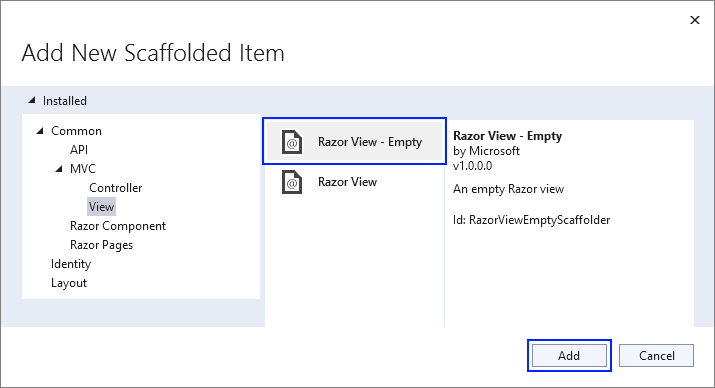 Add New Scaffolded Item
Installed
Common
API
MVC
Controller
View
Razor Component
Razor Pages
Identity
Layout
Razor View - Empty
Razor View
Razor View - Empty
by Microsoft
v1.0.0.0
An empty Razor view
Id: RazorViewEmptyScaffolder
Add
Cancel